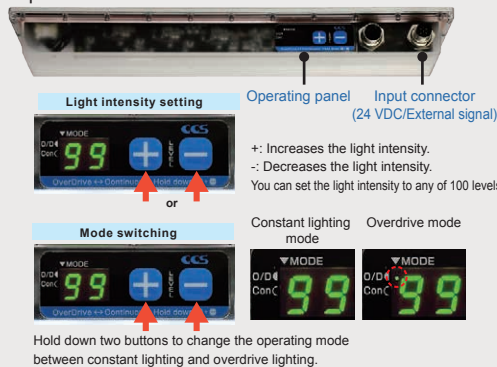 Operating panel
Input connector
(24 VDC/External signal)
Light intensity setting
▼MODE
CCS
O/D
Con
99
+
-
OverDrive ↔ Continuous Hold down
or
+: Increases the light intensity.
-: Decreases the light intensity.
You can set the light intensity to any of 100 levels
Mode switching
▼MODE
CCS
O/D
Con
99
+
-
OverDrive ↔ Continuous Hold down
Constant lighting
mode
▼MODE
O/D
Con
99
Overdrive mode
▼MODE
O/D
Con
99
Hold down two buttons to change the operating mode
between constant lighting and overdrive lighting.